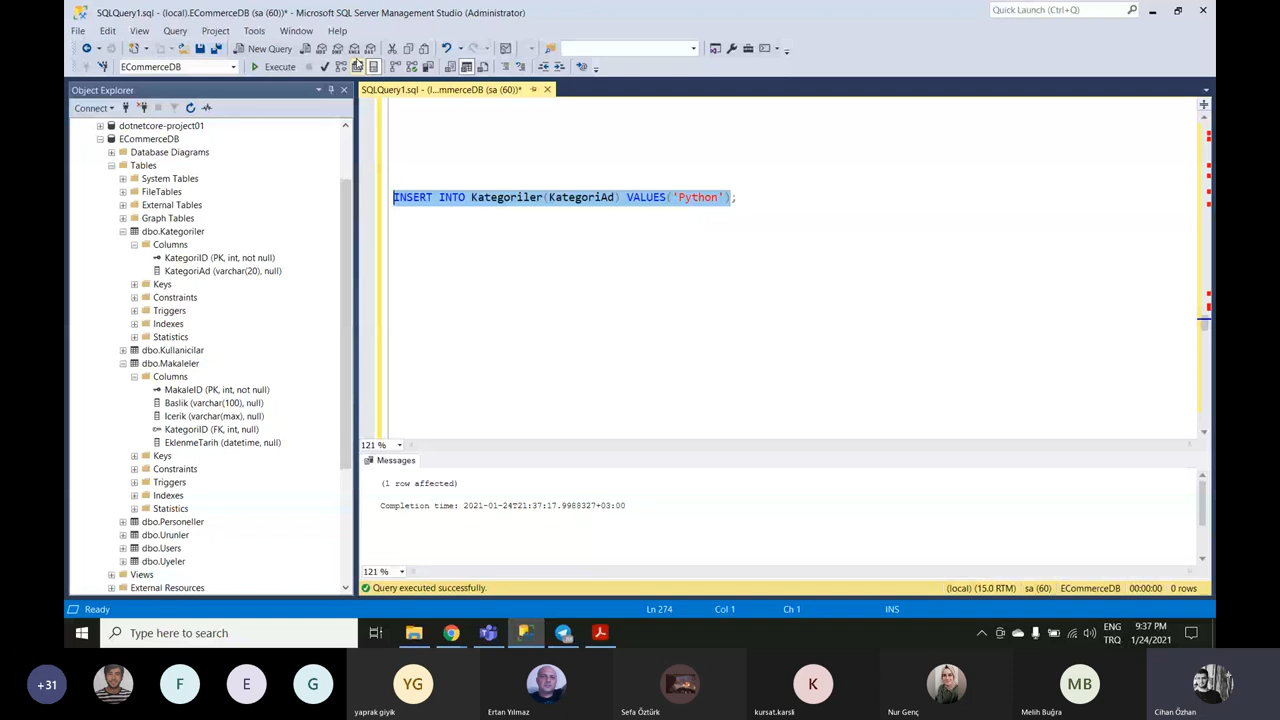 SQLQuery1.sql - (local).ECommerceDB (sa (60))* - Microsoft SQL Server Management Studio (Administrator)
Quick Launch (Ctrl+Q)
File Edit View Query Project Tools Window Help
New Query
ECommerceDB
Execute
Object Explorer
SQLQuery1.sql - (l...mmerceDB (sa (60))*
Connect
dotnetcore-project01
ECommerceDB
Database Diagrams
Tables
System Tables
FileTables
External Tables
Graph Tables
dbo.Kategoriler
Columns
KategoriID (PK, int, not null)
KategoriAd (varchar(20), null)
Keys
Constraints
Triggers
Indexes
Statistics
dbo.Kullanicilar
dbo.Makaleler
Columns
MakaleID (PK, int, not null)
Baslik (varchar(100), null)
Icerik (varchar(max), null)
KategoriID (FK, int, null)
EklenmeTarih (datetime, null)
Keys
Constraints
Triggers
Indexes
Statistics
dbo.Personeller
dbo.Urunler
dbo.Users
dbo.Uyeler
Views
External Resources
INSERT INTO Kategoriler(KategoriAd) VALUES('Python');
121 %
Messages
(1 row affected)
Completion time: 2021-01-24T21:37:17.9988327+03:00
121 %
Query executed successfully.
(local) (15.0 RTM) sa (60) ECommerceDB 00:00:00 0 rows
Ready
Ln 274 Col 1 Ch 1 INS
Type here to search
ENG
TRQ
9:37 PM
1/24/2021
+31
F
E
G
YG
yaprak giyik
Ertan Yılmaz
Sefa Öztürk
K
kursat.karsli
Nur Genç
MB
Melih Buğra
Cihan Özhan